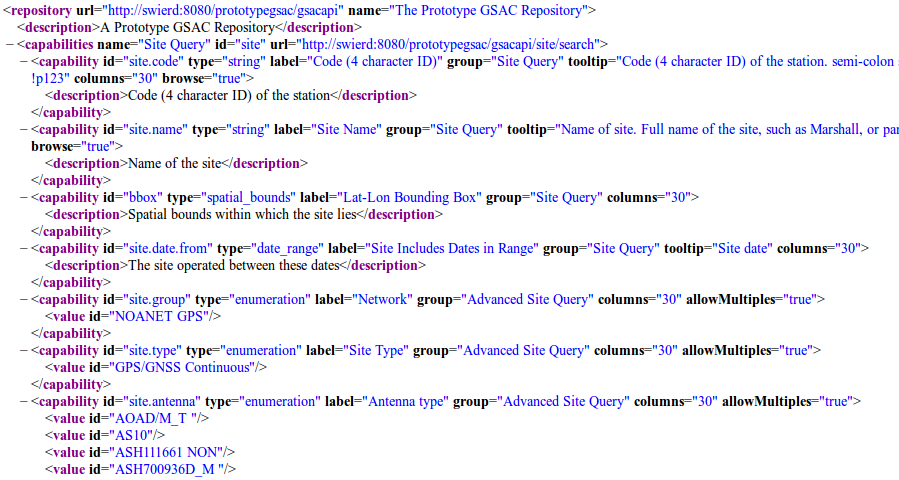 <repository url="http://swierd:8080/prototypegsac/gsacapi" name="The Prototype GSAC Repository">
<description>A Prototype GSAC Repository</description>
−<capabilities name="Site Query" id="site" url="http://swierd:8080/prototypegsac/gsacapi/site/search">
−<capability id="site.code" type="string" label="Code (4 character ID)" group="Site Query" tooltip="Code (4 character ID) of the station. semi-colon s
!p123" columns="30" browse="true">
<description>Code (4 character ID) of the station</description>
</capability>
−<capability id="site.name" type="string" label="Site Name" group="Site Query" tooltip="Name of site. Full name of the site, such as Marshall, or par
browse="true">
<description>Name of the site</description>
</capability>
−<capability id="bbox" type="spatial_bounds" label="Lat-Lon Bounding Box" group="Site Query" columns="30">
<description>Spatial bounds within which the site lies</description>
</capability>
−<capability id="site.date.from" type="date_range" label="Site Includes Dates in Range" group="Site Query" tooltip="Site date" columns="30">
<description>The site operated between these dates</description>
</capability>
−<capability id="site.group" type="enumeration" label="Network" group="Advanced Site Query" columns="30" allowMultiples="true">
<value id="NOANET GPS"/>
</capability>
−<capability id="site.type" type="enumeration" label="Site Type" group="Advanced Site Query" columns="30" allowMultiples="true">
<value id="GPS/GNSS Continuous"/>
</capability>
−<capability id="site.antenna" type="enumeration" label="Antenna type" group="Advanced Site Query" columns="30" allowMultiples="true">
<value id="AOAD/M_T "/>
<value id="AS10"/>
<value id="ASH111661 NON"/>
<value id="ASH700936D_M "/>